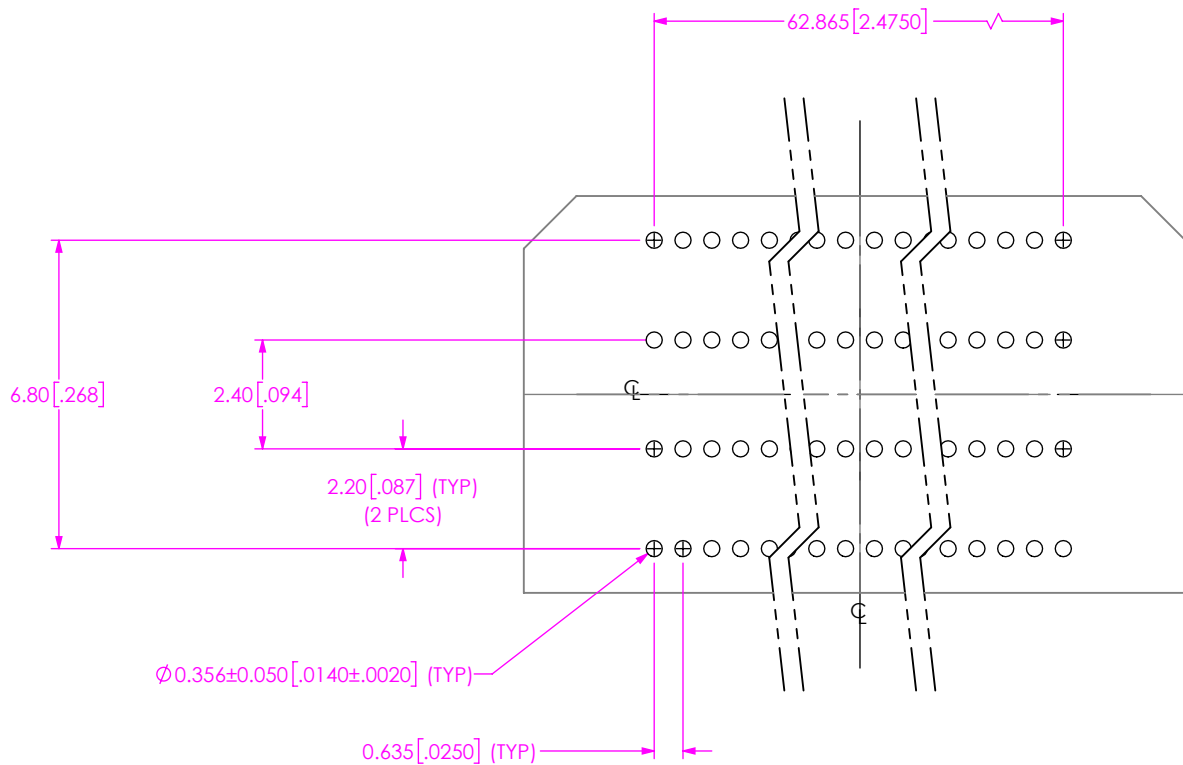 62.865[2.4750]
6.80[.268]
2.40[.094]
℄
2.20[.087] (TYP)
(2 PLCS)
℄
Ø0.356±0.050[.0140±.0020] (TYP)
0.635[.0250] (TYP)